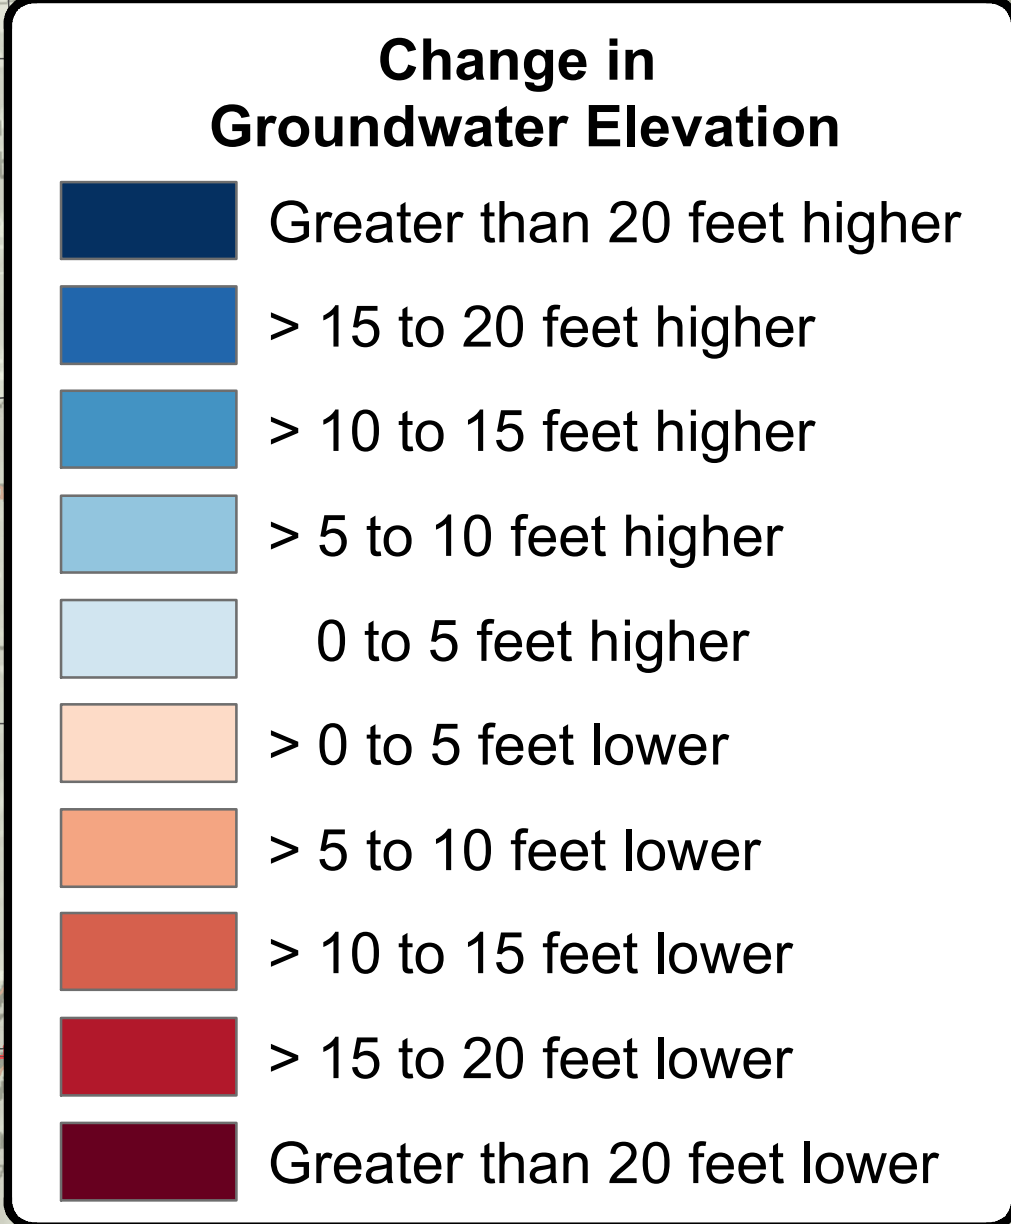 Change in
Groundwater Elevation
Greater than 20 feet higher
> 15 to 20 feet higher
> 10 to 15 feet higher
> 5 to 10 feet higher
0 to 5 feet higher
> 0 to 5 feet lower
> 5 to 10 feet lower
> 10 to 15 feet lower
> 15 to 20 feet lower
Greater than 20 feet lower